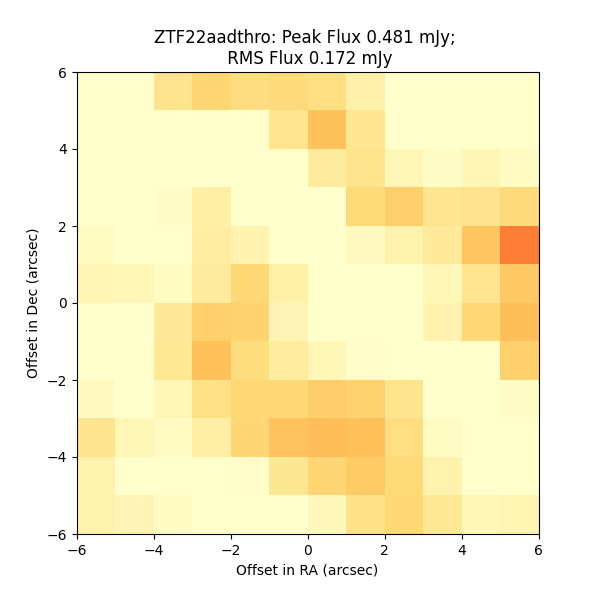 ZTF22aadthro: Peak Flux 0.481 mJy;
RMS Flux 0.172 mJy
6
4
2
0
−2
−4
−6
Offset in Dec (arcsec)
−6 −4 −2 0 2 4 6
Offset in RA (arcsec)